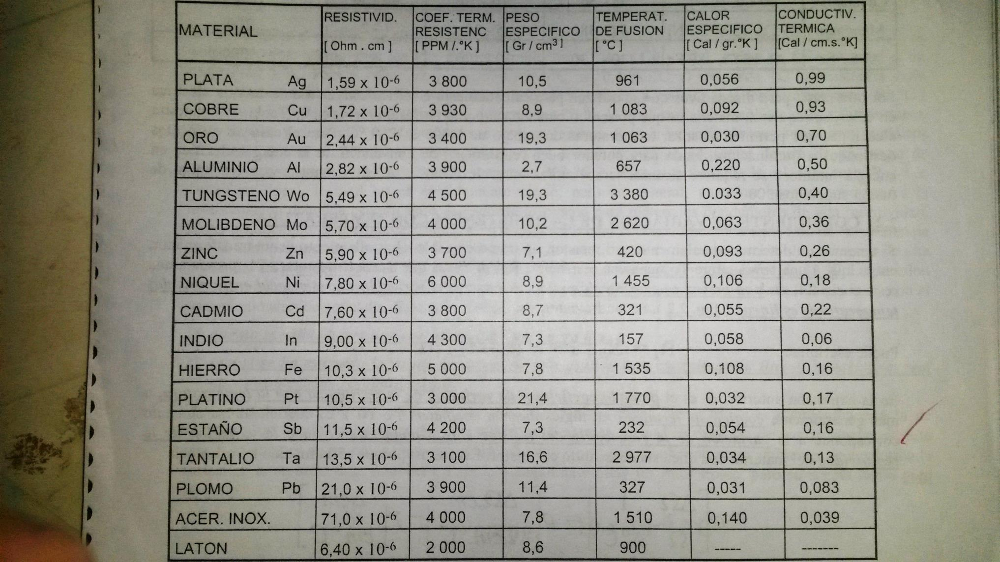 MATERIAL RESISTIVID. [ Ohm . cm ] COEF. TERM. RESISTENC [ PPM /.°K ] PESO ESPECIFICO [ Gr / cm³ ] TEMPERAT. DE FUSION [ °C ] CALOR ESPECIFICO [ Cal / gr.°K ] CONDUCTIV. TERMICA [Cal / cm.s.°K]
PLATA Ag 1,59 x 10-6 3 800 10,5 961 0,056 0,99
COBRE Cu 1,72 x 10-6 3 930 8,9 1 083 0,092 0,93
ORO Au 2,44 x 10-6 3 400 19,3 1 063 0,030 0,70
ALUMINIO Al 2,82 x 10-6 3 900 2,7 657 0,220 0,50
TUNGSTENO Wo 5,49 x 10-6 4 500 19,3 3 380 0.033 0,40
MOLIBDENO Mo 5,70 x 10-6 4 000 10,2 2 620 0,063 0,36
ZINC Zn 5,90 x 10-6 3 700 7,1 420 0,093 0,26
NIQUEL Ni 7,80 x 10-6 6 000 8,9 1 455 0,106 0,18
CADMIO Cd 7,60 x 10-6 3 800 8,7 321 0,055 0,22
INDIO In 9,00 x 10-6 4 300 7,3 157 0,058 0,06
HIERRO Fe 10,3 x 10-6 5 000 7,8 1 535 0,108 0,16
PLATINO Pt 10,5 x 10-6 3 000 21,4 1 770 0,032 0,17
ESTAÑO Sb 11,5 x 10-6 4 200 7,3 232 0,054 0,16
TANTALIO Ta 13,5 x 10-6 3 100 16,6 2 977 0,034 0,13
PLOMO Pb 21,0 x 10-6 3 900 11,4 327 0,031 0,083
ACER. INOX. 71,0 x 10-6 4 000 7,8 1 510 0,140 0,039
LATON 6,40 x 10-6 2 000 8,6 900 ----- -------